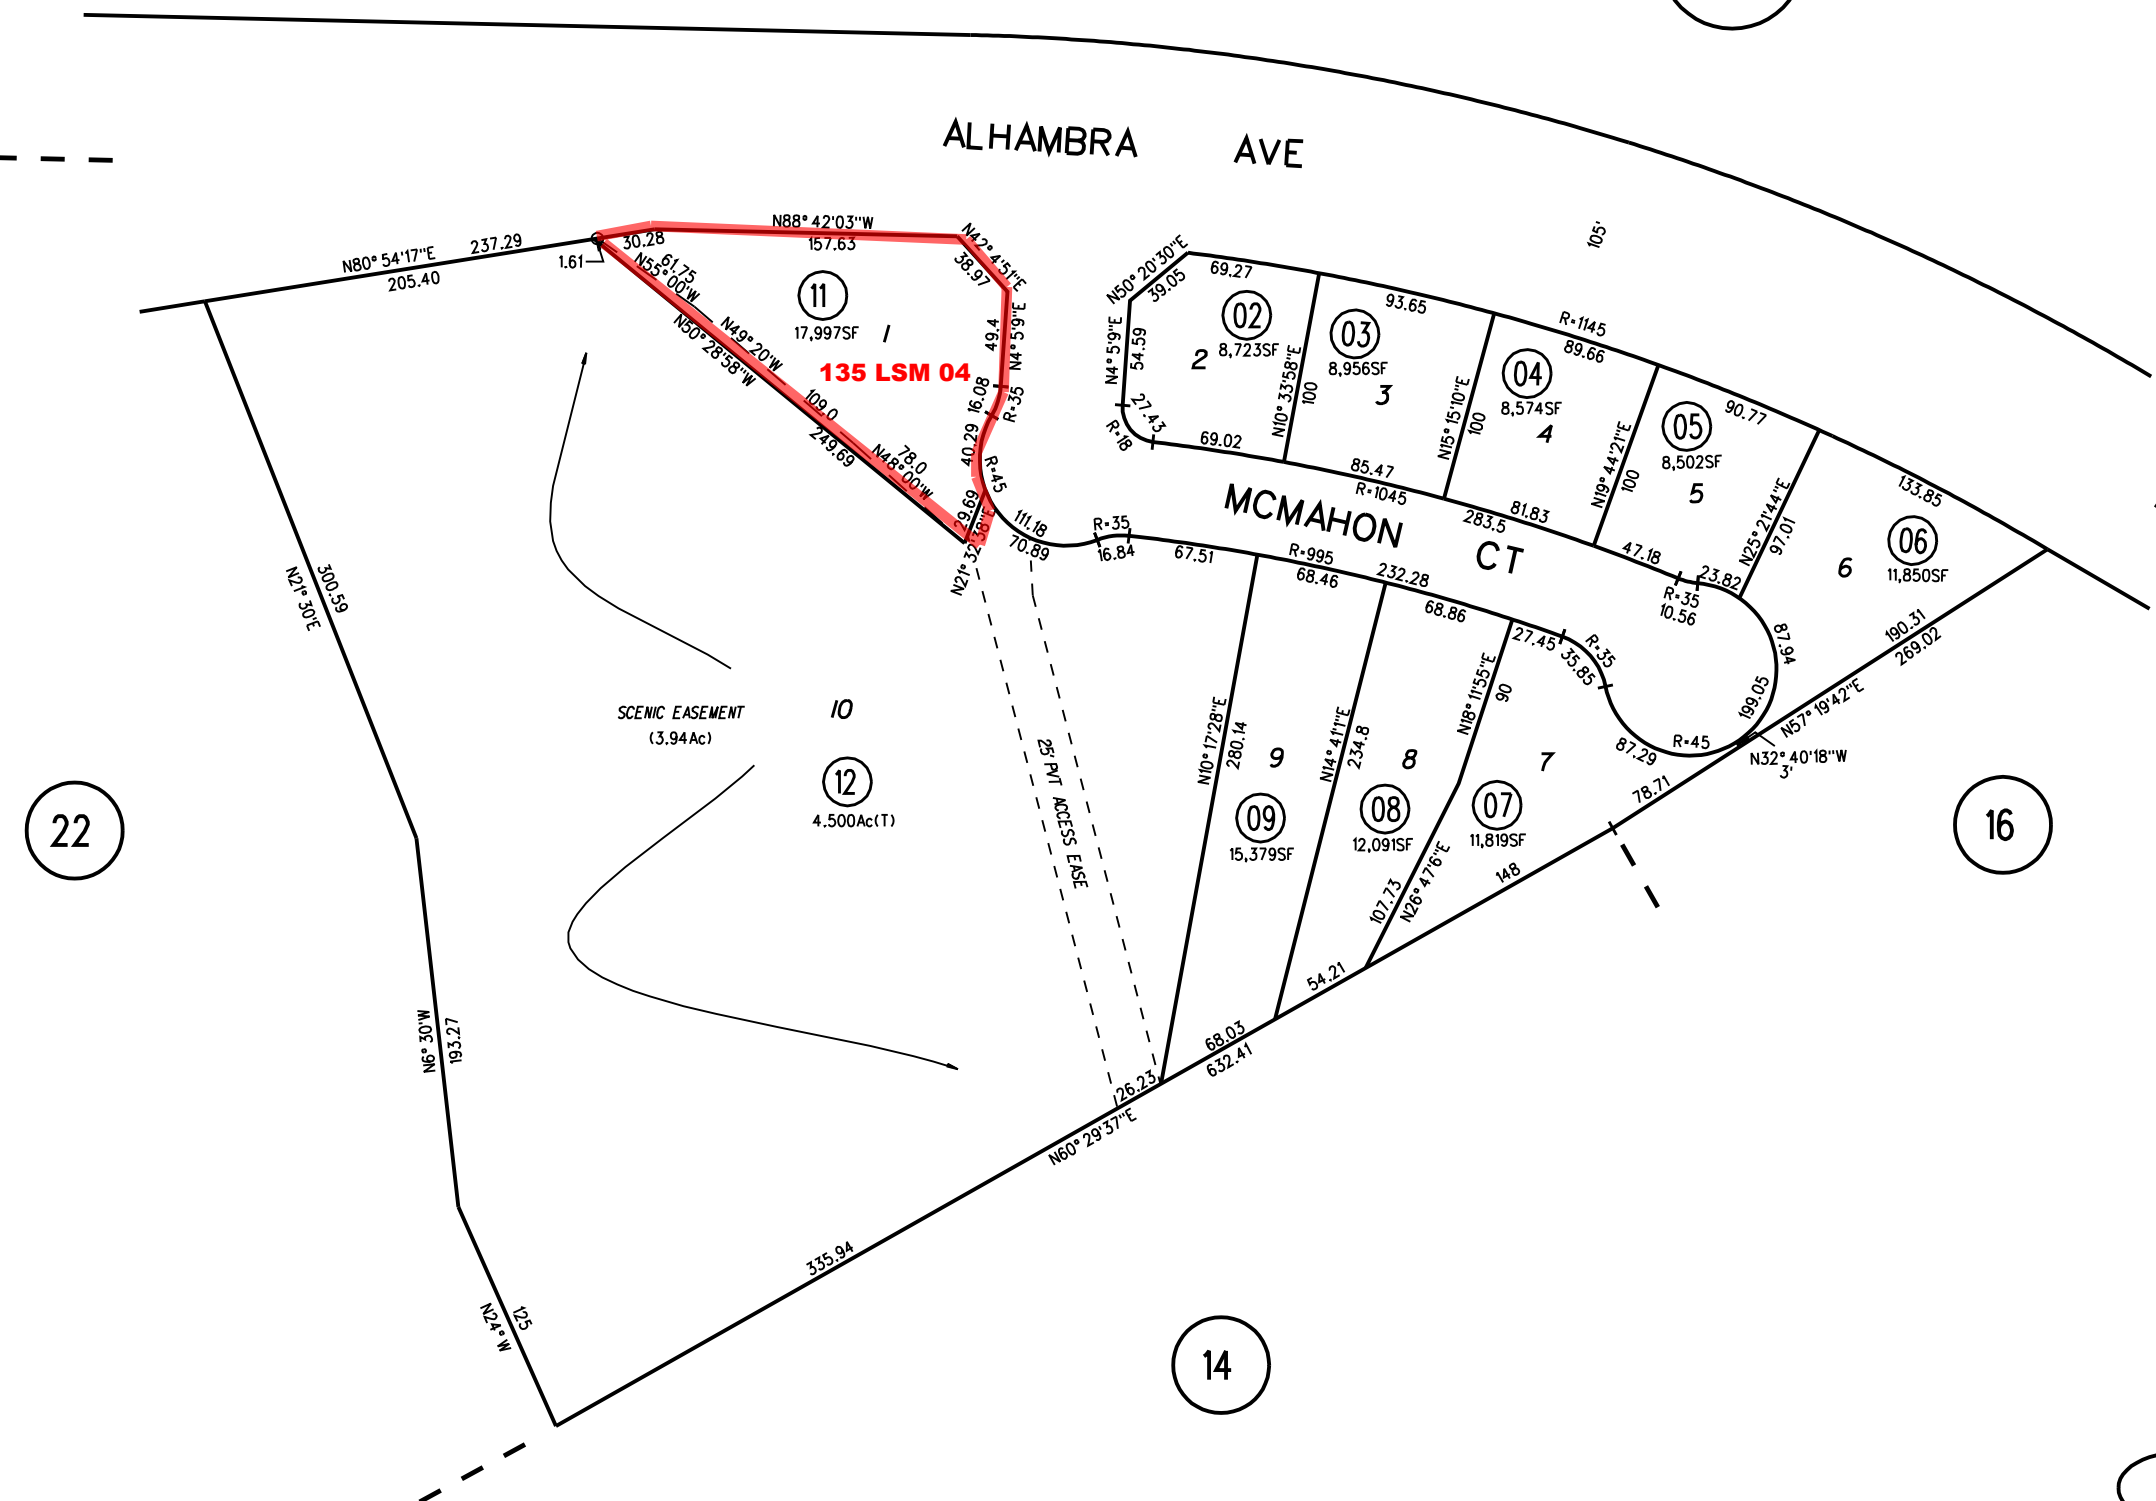 ALHAMBRA AVE
105'
N80°54'17"E
237.29
205.40
1.61
30.28
N88°42'03"W
157.63
N42°4'51"E
38.97
61.75
N55°00'W
N49°20'W
N50°28'58"W
109.0
249.69
78.0
N48°00'W
11
17,997SF
1
135 LSM 04
49.4
N4°5'9"E
16.08
R=35
40.29
R=45
29.69
N21°32'38"E
111.18
70.89
R=35
16.84
N50°20'30"E
39.05
69.27
N4°5'9"E
54.59
27.43
R=18
69.02
02
8,723SF
2
N10°33'58"E
100
93.65
03
8,956SF
3
85.47
R=1045
N15°15'10"E
100
R=1145
89.66
04
8,574SF
4
81.83
283.5
N19°44'21"E
100
90.77
05
8,502SF
5
47.18
23.82
R=35
10.56
N25°21'44"E
97.01
133.85
06
11,850SF
6
190.31
269.02
87.94
199.05
N57°19'42"E
N32°40'18"W
3'
MCMAHON CT
67.51
R=995
68.46
232.28
68.86
27.45
35.85
R=35
87.29
R=45
78.71
N21°30'E
300.59
SCENIC EASEMENT
(3.94Ac)
10
12
4.500Ac(T)
25' PVT ACCESS EASE
N10°17'28"E
280.14
9
09
15,379SF
N14°41'1"E
234.8
8
08
12,091SF
N18°11'55"E
90
7
07
11,819SF
107.73
N26°47'6"E
148
54.21
68.03
632.41
26.23
N60°29'37"E
335.94
N6°30'W
193.27
N24°W
125
22
16
14